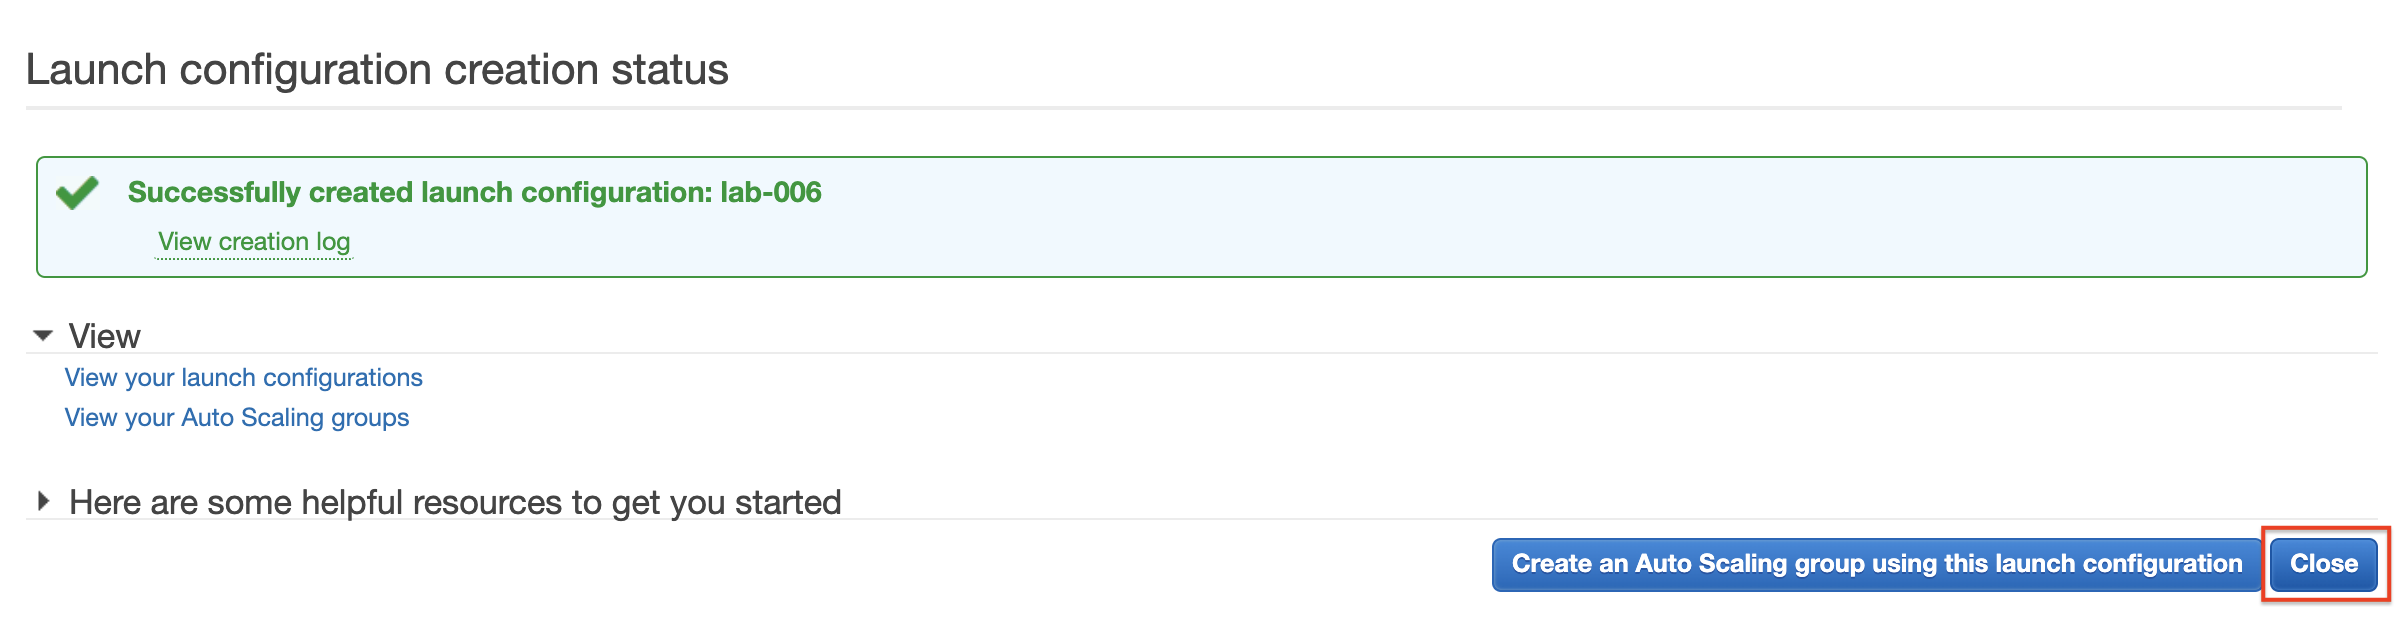 Launch configuration creation status
Successfully created launch configuration: lab-006
View creation log
View
View your launch configurations
View your Auto Scaling groups
Here are some helpful resources to get you started
Create an Auto Scaling group using this launch configuration
Close